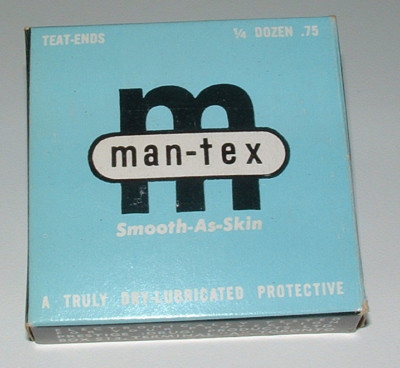 TEAT-ENDS ¼ DOZEN .75
m
man-tex
Smooth-As-Skin
A TRULY DRY-LUBRICATED PROTECTIVE